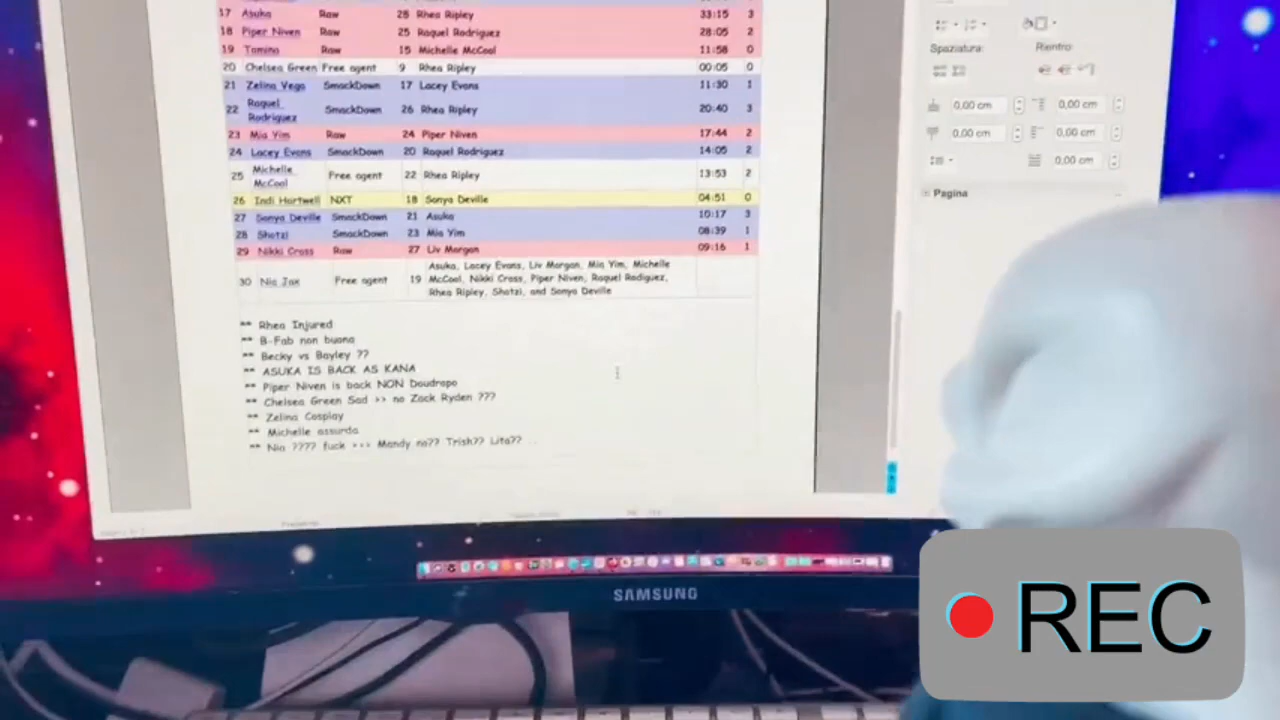 17 Asuka Raw 28 Rhea Ripley 33:15 3
18 Piper Niven Raw 25 Raquel Rodriguez 28:05 2
19 Tamina Raw 15 Michelle McCool 11:58 0
20 Chelsea Green Free agent 9 Rhea Ripley 00:05 0
21 Zelina Vega SmackDown 17 Lacey Evans 11:30 1
22 Raquel Rodriguez SmackDown 26 Rhea Ripley 20:40 3
23 Mia Yim Raw 24 Piper Niven 17:44 2
24 Lacey Evans SmackDown 20 Raquel Rodriguez 14:05 2
25 Michelle McCool Free agent 22 Rhea Ripley 13:53 2
26 Indi Hartwell NXT 18 Sonya Deville 04:51 0
27 Sonya Deville SmackDown 21 Asuka 10:17 3
28 Shotzi SmackDown 23 Mia Yim 08:39 1
29 Nikki Cross Raw 27 Liv Morgan 09:16 1
Asuka, Lacey Evans, Liv Morgan, Mia Yim, Michelle
30 Nia Jax Free agent 19 McCool, Nikki Cross, Piper Niven, Raquel Rodiguez,
Rhea Ripley, Shotzi, and Sonya Deville
** Rhea Injured
** B-Fab non buona
** Becky vs Bayley ??
** ASUKA IS BACK AS KANA
** Piper Niven is back NON Doudropo
** Chelsea Green Sad >> no Zack Ryden ???
** Zelina Cosplay
** Michelle assurda
** Nia ???? fuck >>> Mandy no?? Trish?? Lita??
Spaziatura: Rientro:
0,00 cm 0,00 cm
0,00 cm 0,00 cm
0,00 cm
Pagina
SAMSUNG
REC